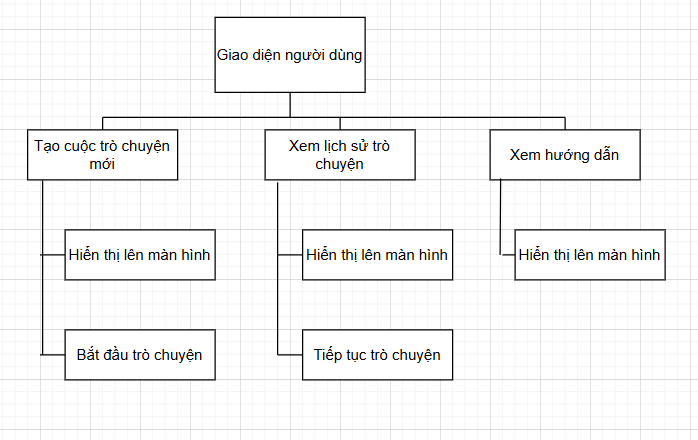 Giao diện người dùng
Tạo cuộc trò chuyện
mới
Xem lịch sử trò
chuyện
Xem hướng dẫn
Hiển thị lên màn hình
Hiển thị lên màn hình
Hiển thị lên màn hình
Bắt đầu trò chuyện
Tiếp tục trò chuyện